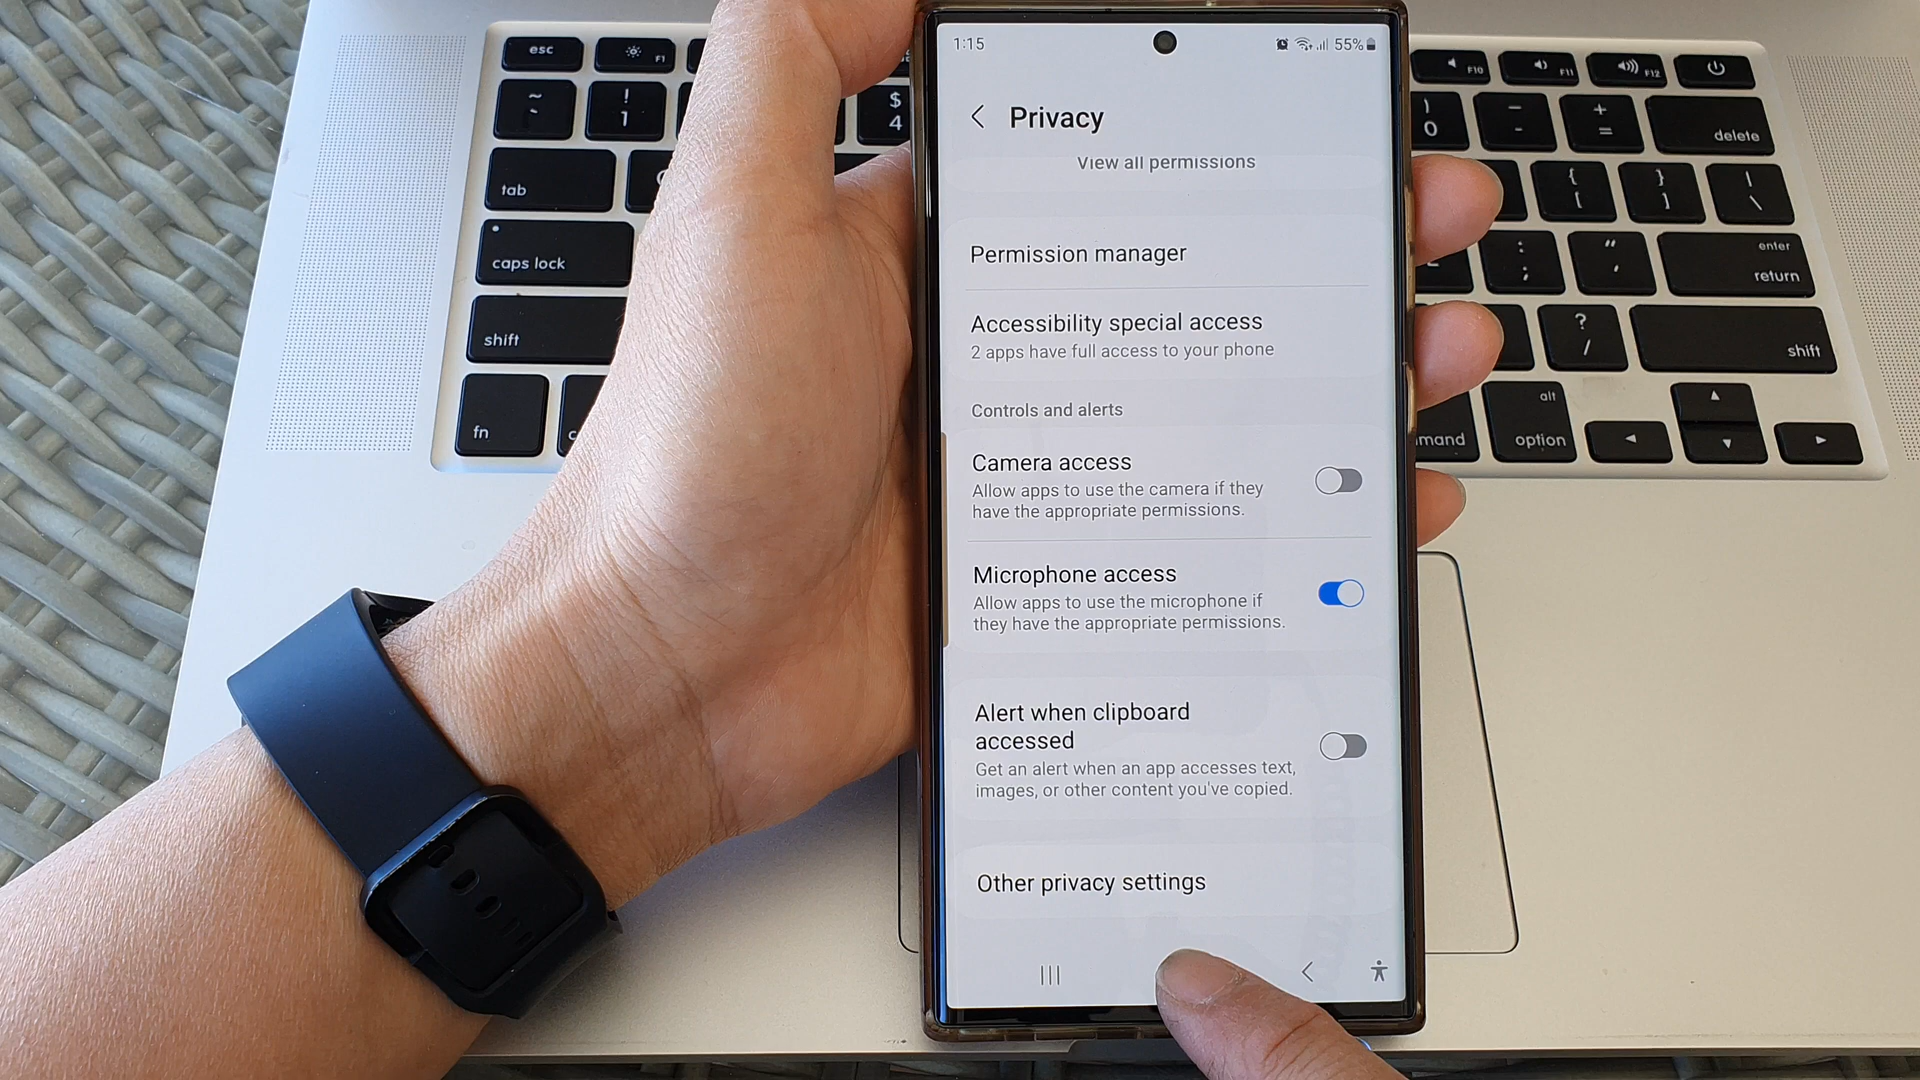 1:15
55%
Privacy
View all permissions
Permission manager
Accessibility special access
2 apps have full access to your phone
Controls and alerts
Camera access
Allow apps to use the camera if they
have the appropriate permissions.
Microphone access
Allow apps to use the microphone if
they have the appropriate permissions.
Alert when clipboard
accessed
Get an alert when an app accesses text,
images, or other content you've copied.
Other privacy settings
esc
F1
~
`
!
1
$
4
tab
caps lock
shift
fn
F10
F11
F12
)
0
_
-
+
=
delete
{
[
}
]
|
\
:
;
"
'
enter
return
?
/
shift
mand
alt
option